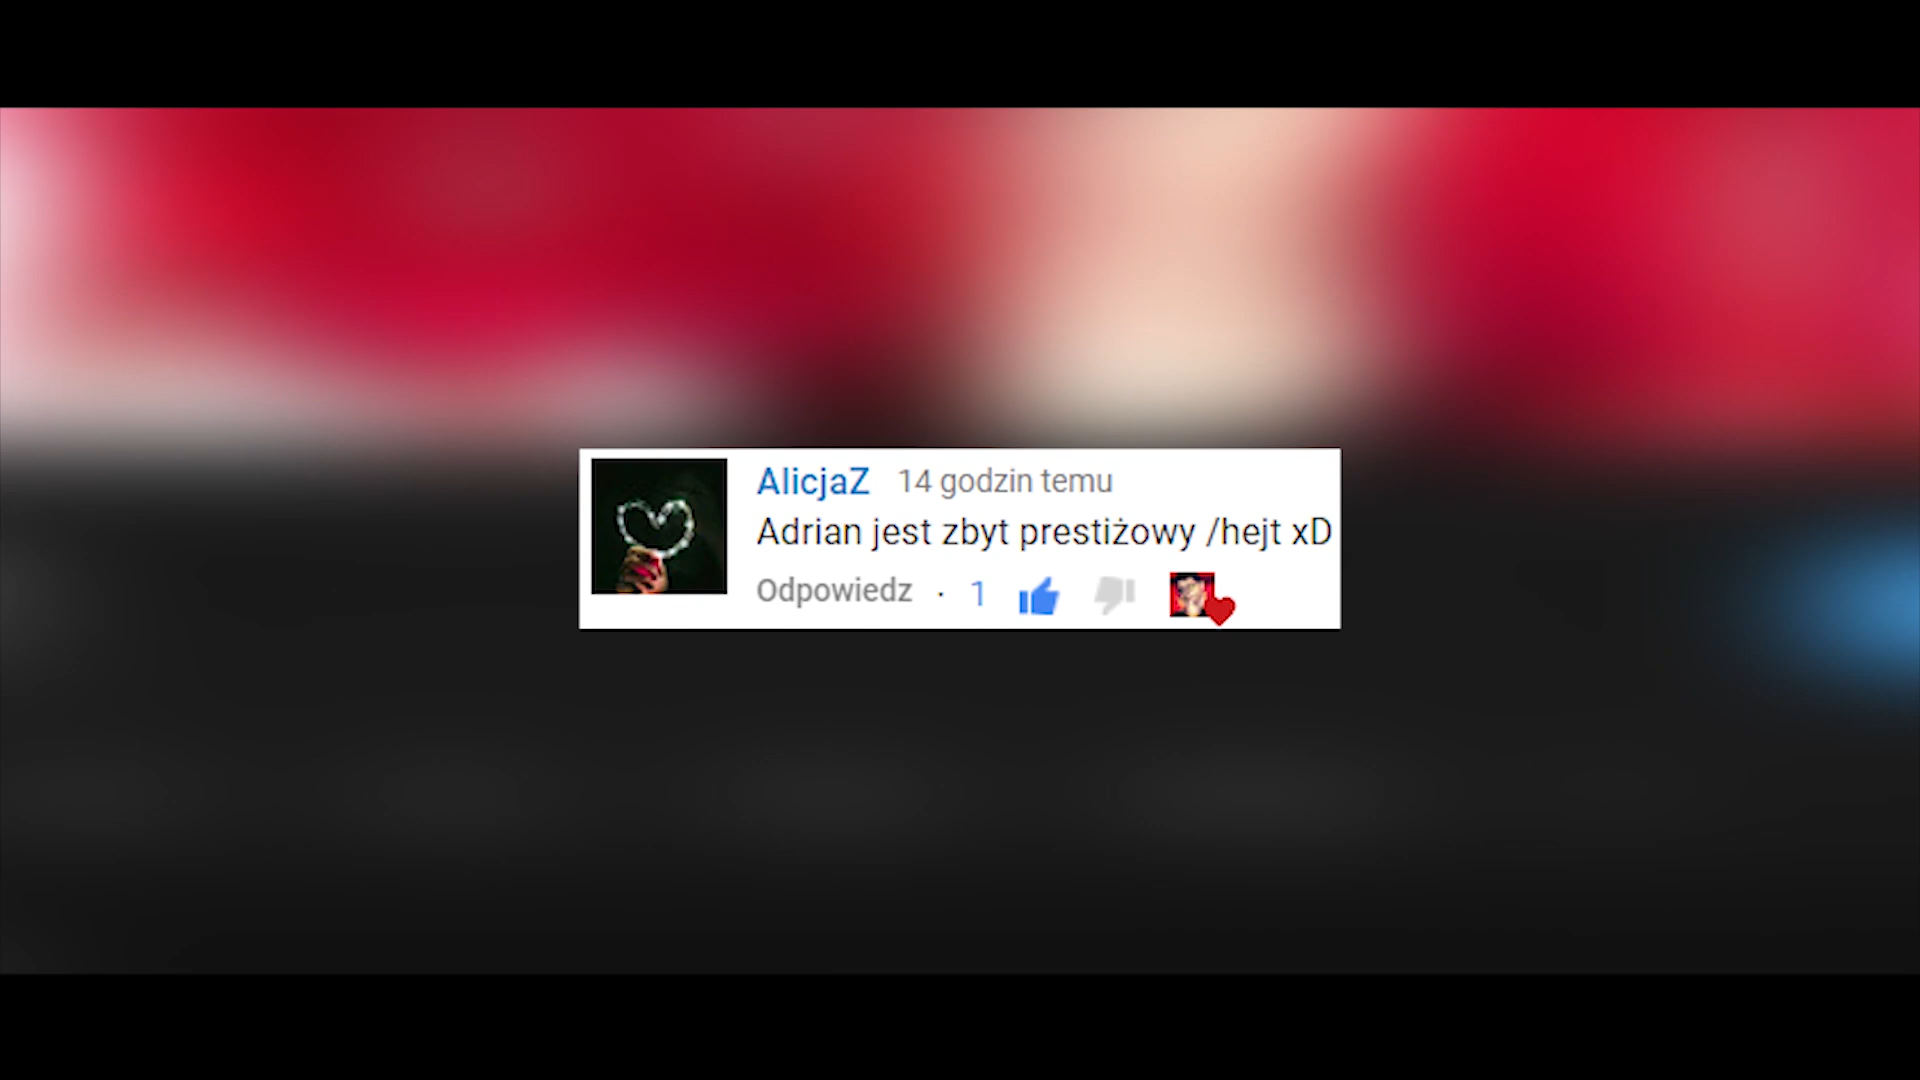 AlicjaZ 14 godzin temu
Adrian jest zbyt prestiżowy /hejt xD
Odpowiedz · 1